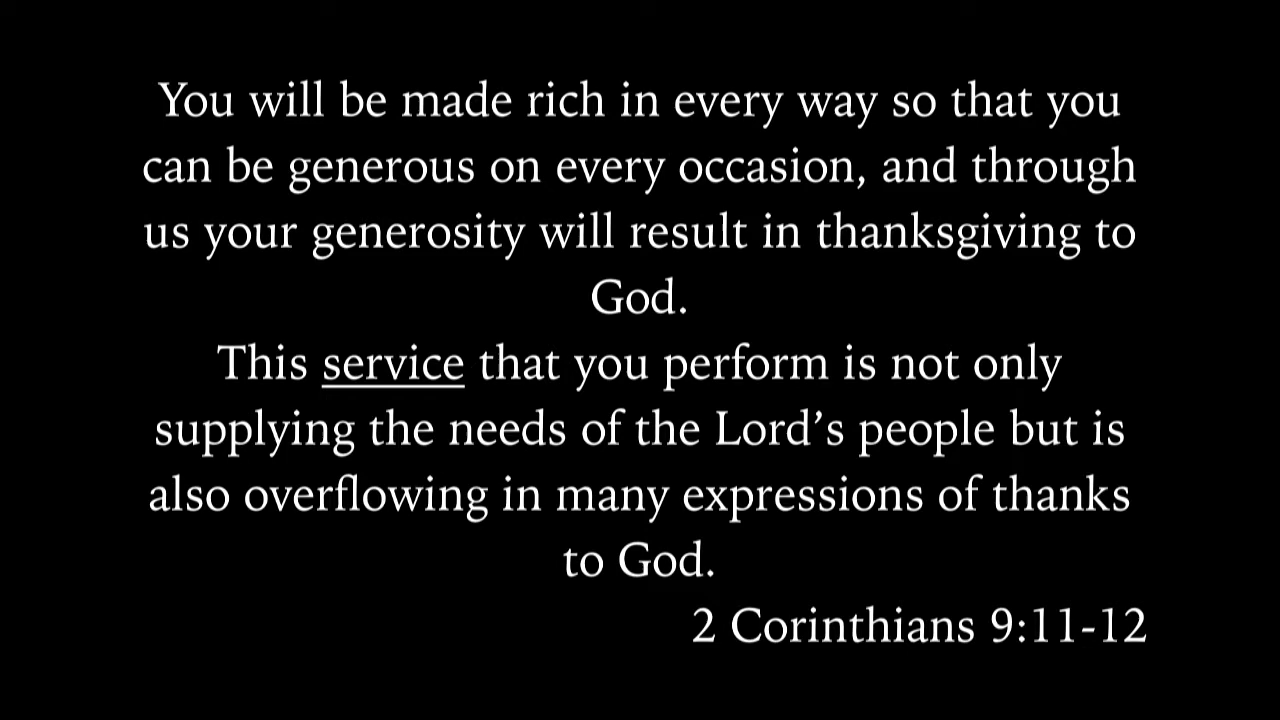 You will be made rich in every way so that you
can be generous on every occasion, and through
us your generosity will result in thanksgiving to
God.
This service that you perform is not only
supplying the needs of the Lord’s people but is
also overflowing in many expressions of thanks
to God.
2 Corinthians 9:11-12